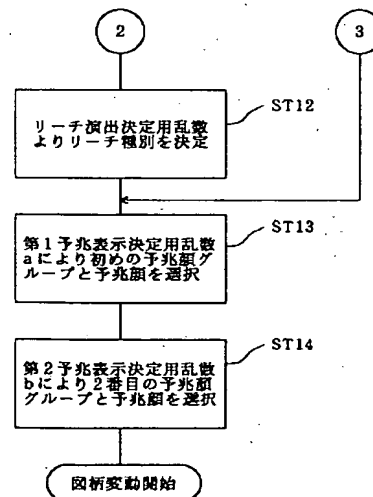 2
3
ST12
リーチ演出決定用乱数
よりリーチ種別を決定
ST13
第1予兆表示決定用乱数
aにより初めの予兆顔グ
ループと予兆顔を選択
ST14
第2予兆表示決定用乱数
bにより2番目の予兆顔
グループと予兆顔を選択
図柄変動開始